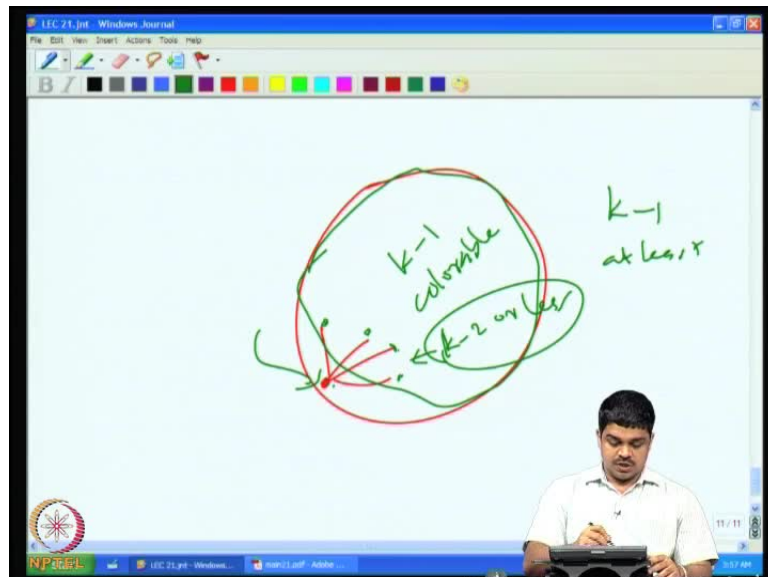 LEC 21.jnt - Windows Journal
File Edit View Insert Actions Tools Help
B I
k-1
colorable
k-2 or less
k-1
at least
11 / 11
NPTEL
LEC 21.jnt - Windows...
main21.pdf - Adobe ...
3:57 AM